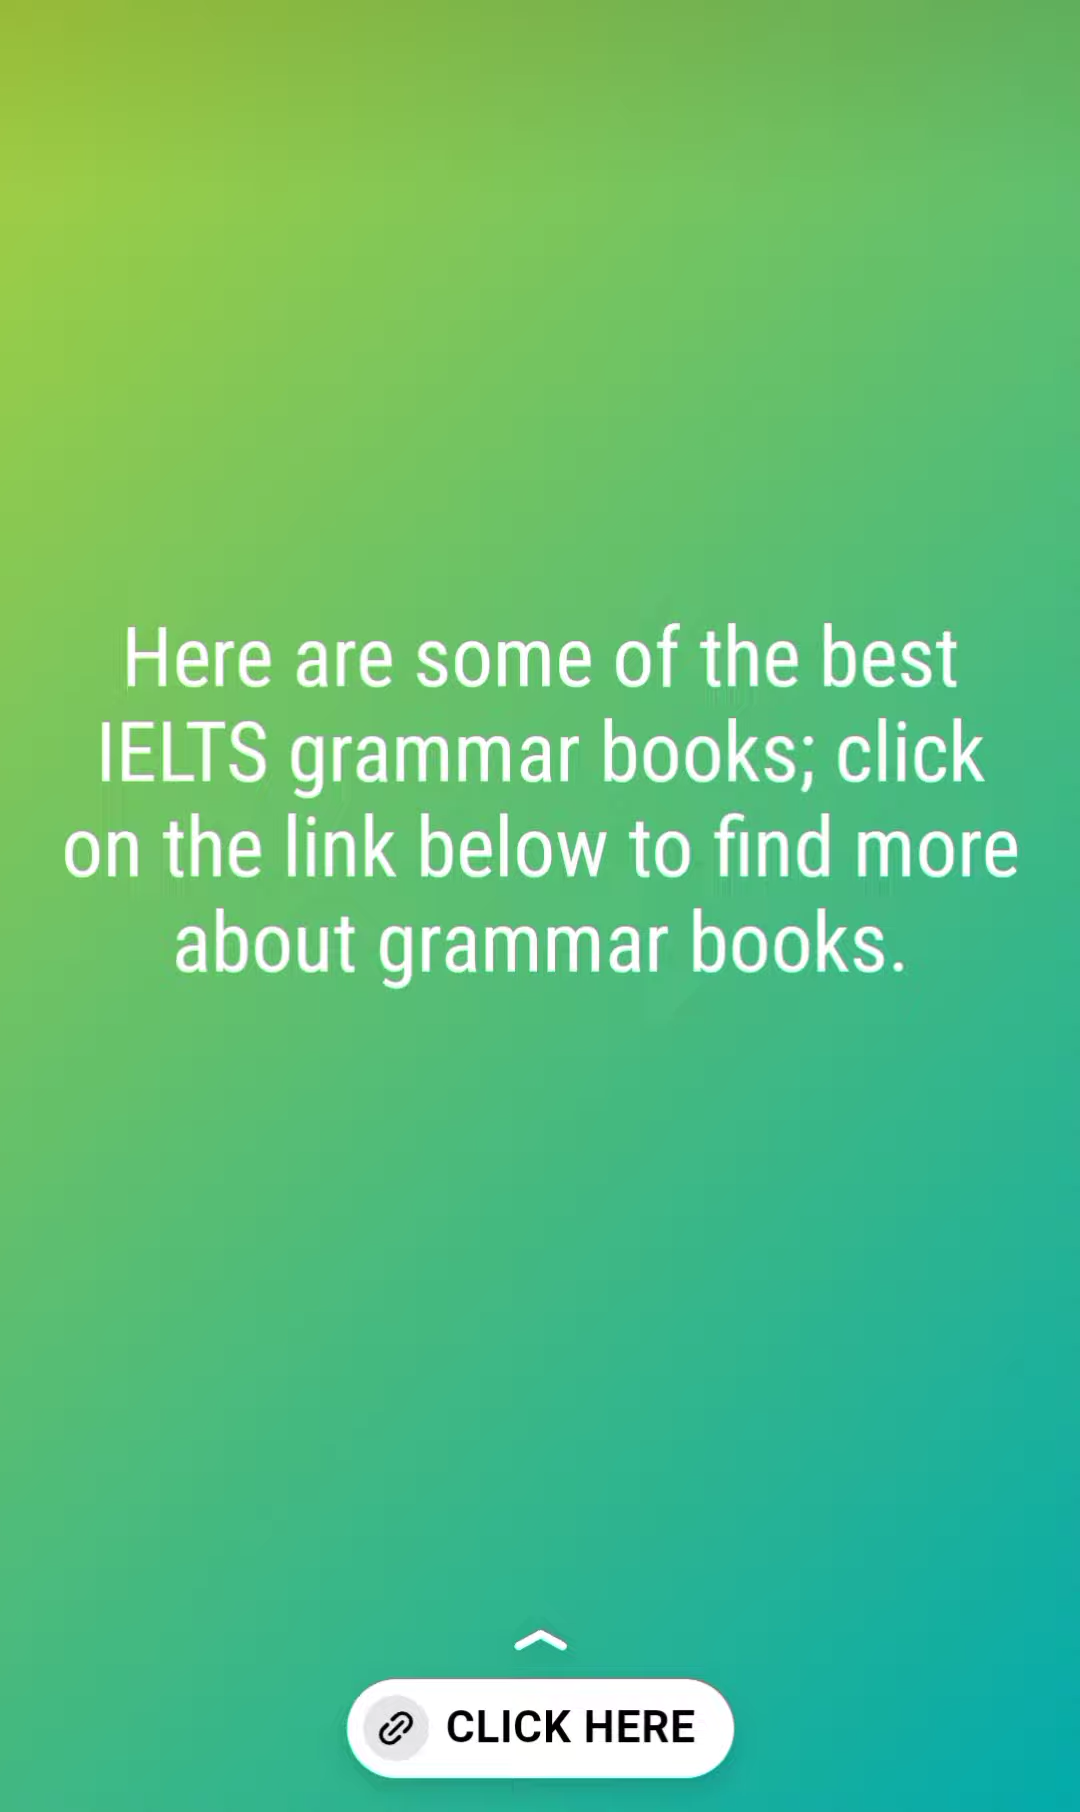 Here are some of the best
IELTS grammar books; click
on the link below to find more
about grammar books.
CLICK HERE